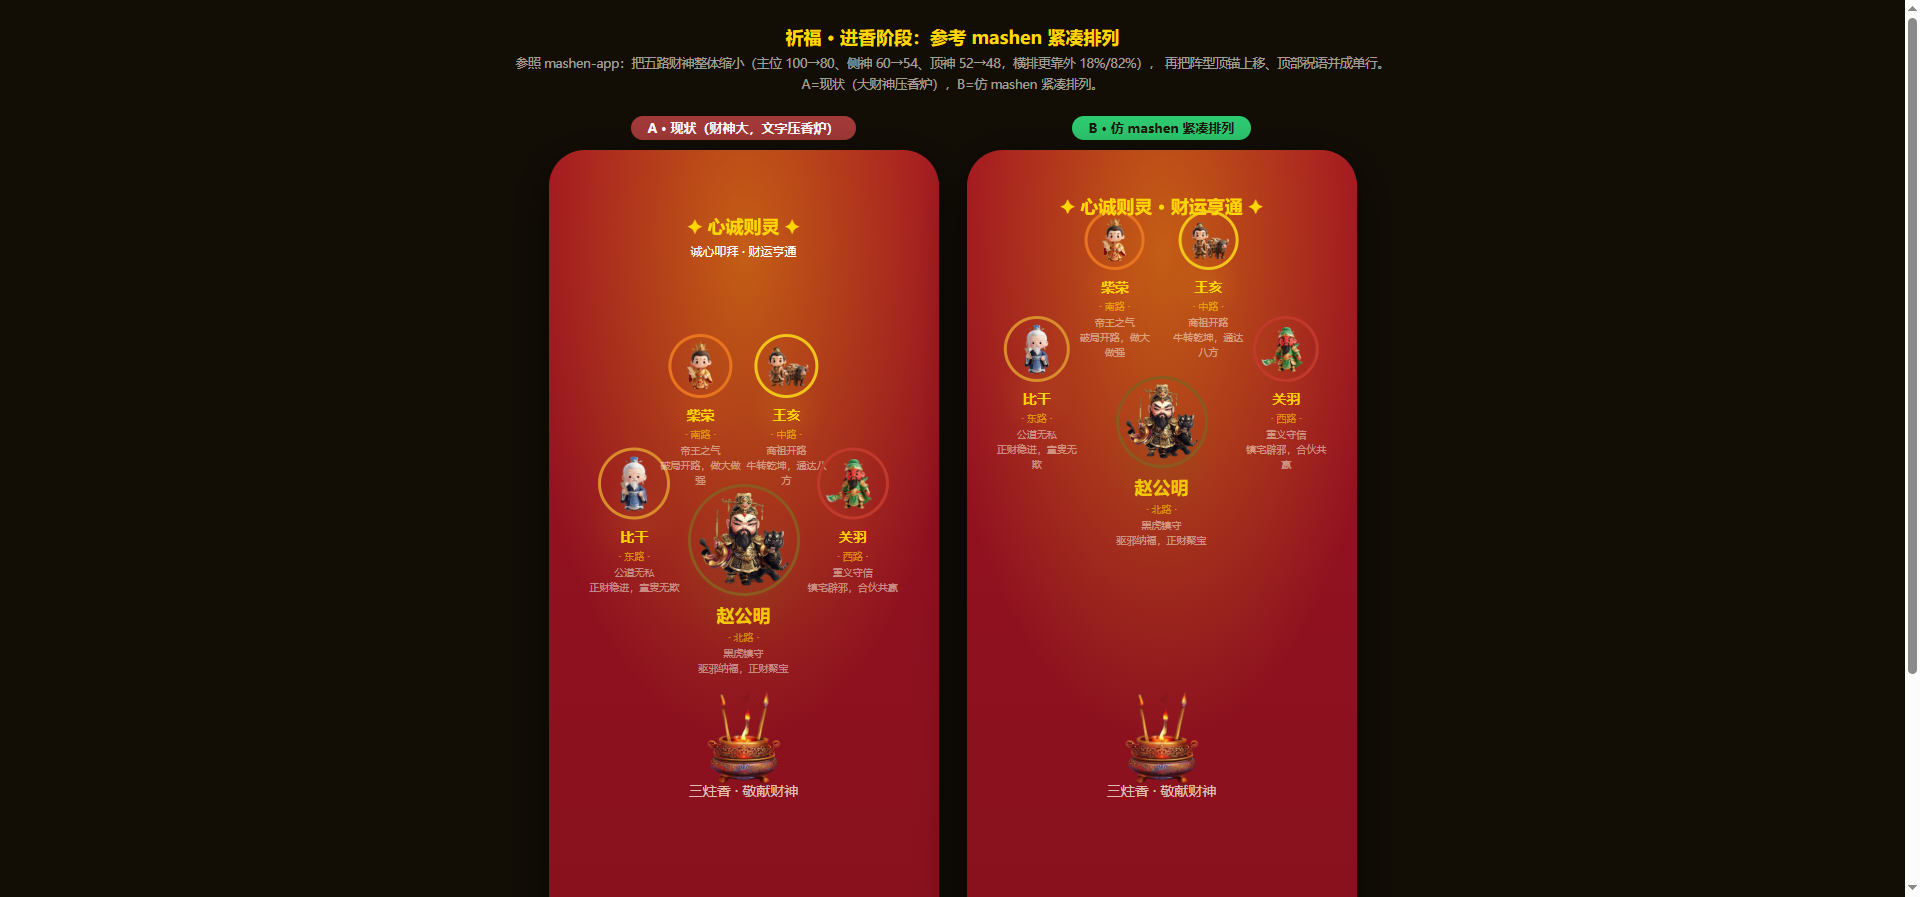 祈福 • 进香阶段：参考 mashen 紧凑排列
参照 mashen-app：把五路财神整体缩小（主位 100→80、侧神 60→54、顶神 52→48，横排更靠外 18%/82%），再把阵型顶锚上移、顶部祝语并成单行。
A=现状（大财神压香炉），B=仿 mashen 紧凑排列。
A • 现状（财神大，文字压香炉）
✦ 心诚则灵 ✦
诚心叩拜 · 财运亨通
柴荣
· 南路 ·
帝王之气
破局开路，做大做
强
王亥
· 中路 ·
商祖开路
牛转乾坤，通达八
方
比干
· 东路 ·
公道无私
正财稳进，童叟无欺
关羽
· 西路 ·
重义守信
镇宅辟邪，合伙共赢
赵公明
· 北路 ·
黑虎镇守
驱邪纳福，正财聚宝
三炷香 · 敬献财神
B • 仿 mashen 紧凑排列
✦ 心诚则灵 • 财运亨通 ✦
柴荣
· 南路 ·
帝王之气
破局开路，做大
做强
王亥
· 中路 ·
商祖开路
牛转乾坤，通达
八方
比干
· 东路 ·
公道无私
正财稳进，童叟无
欺
关羽
· 西路 ·
重义守信
镇宅辟邪，合伙共
赢
赵公明
· 北路 ·
黑虎镇守
驱邪纳福，正财聚宝
三炷香 · 敬献财神